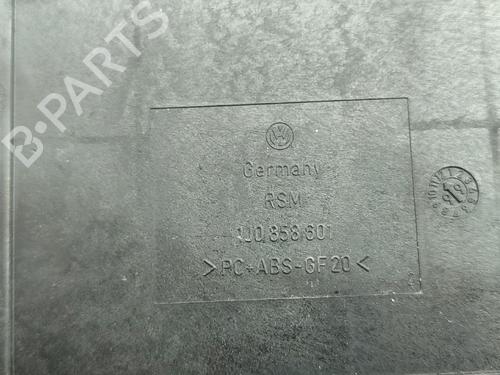 B-PARTS
Germany
RSM
1J0 858 601
>PC+ABS-GF20<